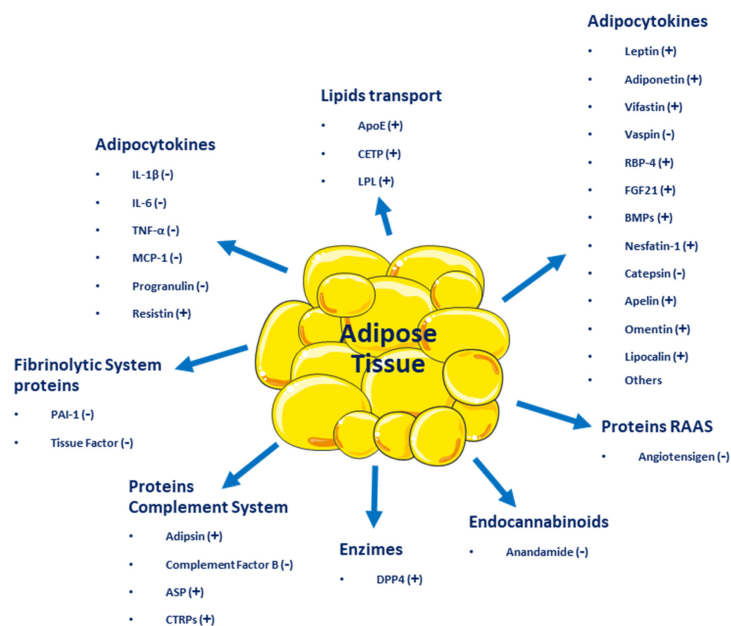 Adipocytokines
• Leptin (+)
• Adiponetin (+)
• Vifastin (+)
• Vaspin (-)
• RBP-4 (+)
• FGF21 (+)
• BMPs (+)
• Nesfatin-1 (+)
• Catepsin (-)
• Apelin (+)
• Omentin (+)
• Lipocalin (+)
• Others
Lipids transport
• ApoE (+)
• CETP (+)
• LPL (+)
Adipocytokines
• IL-1β (-)
• IL-6 (-)
• TNF-α (-)
• MCP-1 (-)
• Progranulin (-)
• Resistin (+)
Adipose
Tissue
Fibrinolytic System
proteins
• PAI-1 (-)
• Tissue Factor (-)
Proteins RAAS
• Angiotensigen (-)
Proteins
Complement System
• Adipsin (+)
• Complement Factor B (-)
• ASP (+)
• CTRPs (+)
Enzimes
• DPP4 (+)
Endocannabinoids
• Anandamide (-)